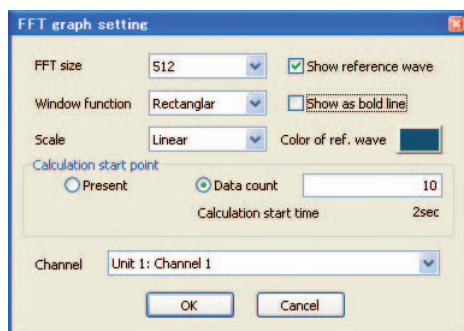 FFT graph setting
FFT size 512 Show reference wave
Window function Rectanglar Show as bold line
Scale Linear Color of ref. wave
Calculation start point
Present Data count 10
Calculation start time 2sec
Channel Unit 1: Channel 1
OK Cancel